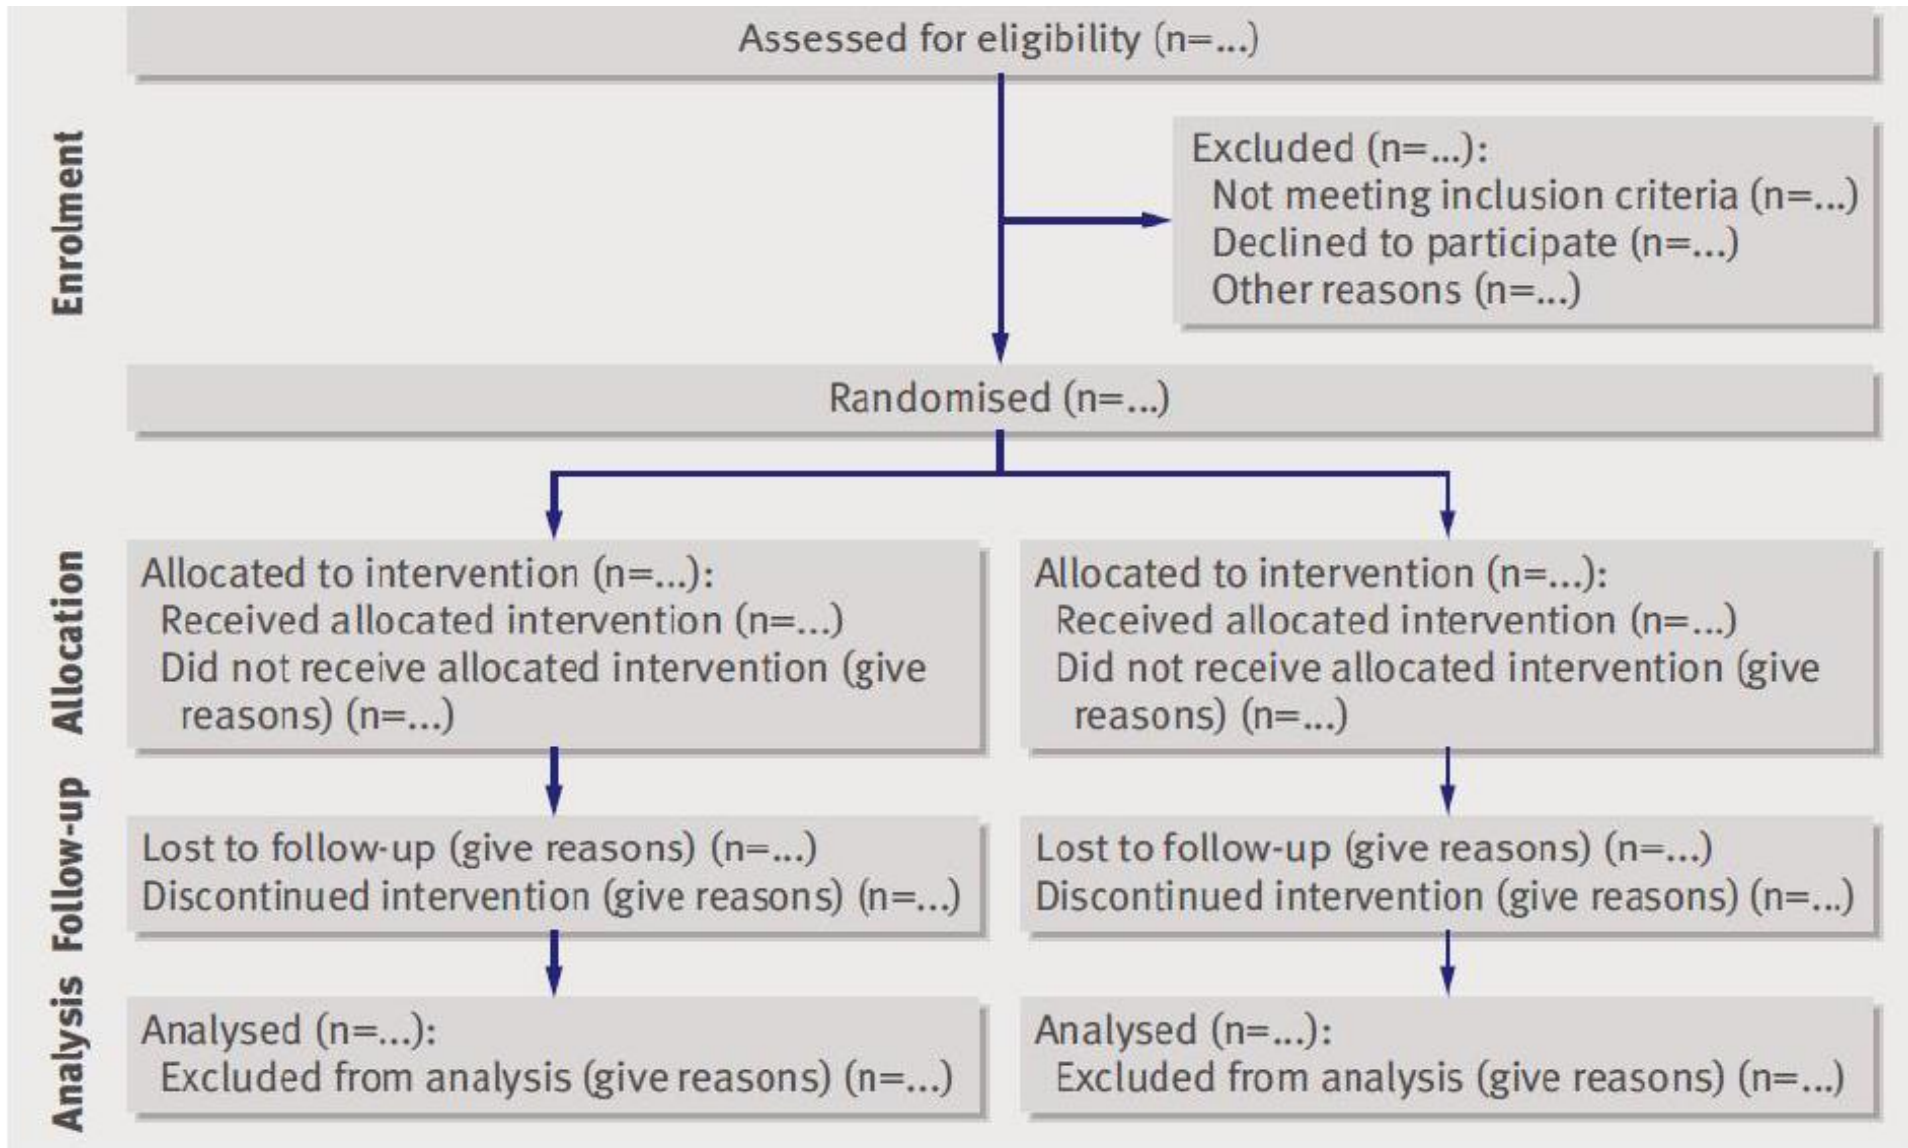 Assessed for eligibility (n=...)
Enrolment
Excluded (n=...):
Not meeting inclusion criteria (n=...)
Declined to participate (n=...)
Other reasons (n=...)
Randomised (n=...)
Allocation
Allocated to intervention (n=...):
Received allocated intervention (n=...)
Did not receive allocated intervention (give
reasons) (n=...)
Allocated to intervention (n=...):
Received allocated intervention (n=...)
Did not receive allocated intervention (give
reasons) (n=...)
Follow-up
Lost to follow-up (give reasons) (n=...)
Discontinued intervention (give reasons) (n=...)
Lost to follow-up (give reasons) (n=...)
Discontinued intervention (give reasons) (n=...)
Analysis
Analysed (n=...):
Excluded from analysis (give reasons) (n=...)
Analysed (n=...):
Excluded from analysis (give reasons) (n=...)